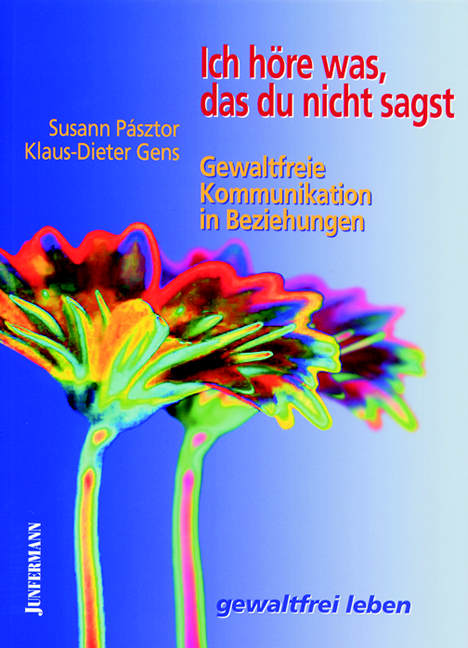 Ich höre was,
das du nicht sagst
Susann Pásztor
Klaus-Dieter Gens
Gewaltfreie
Kommunikation
in Beziehungen
JUNFERMANN
gewaltfrei leben